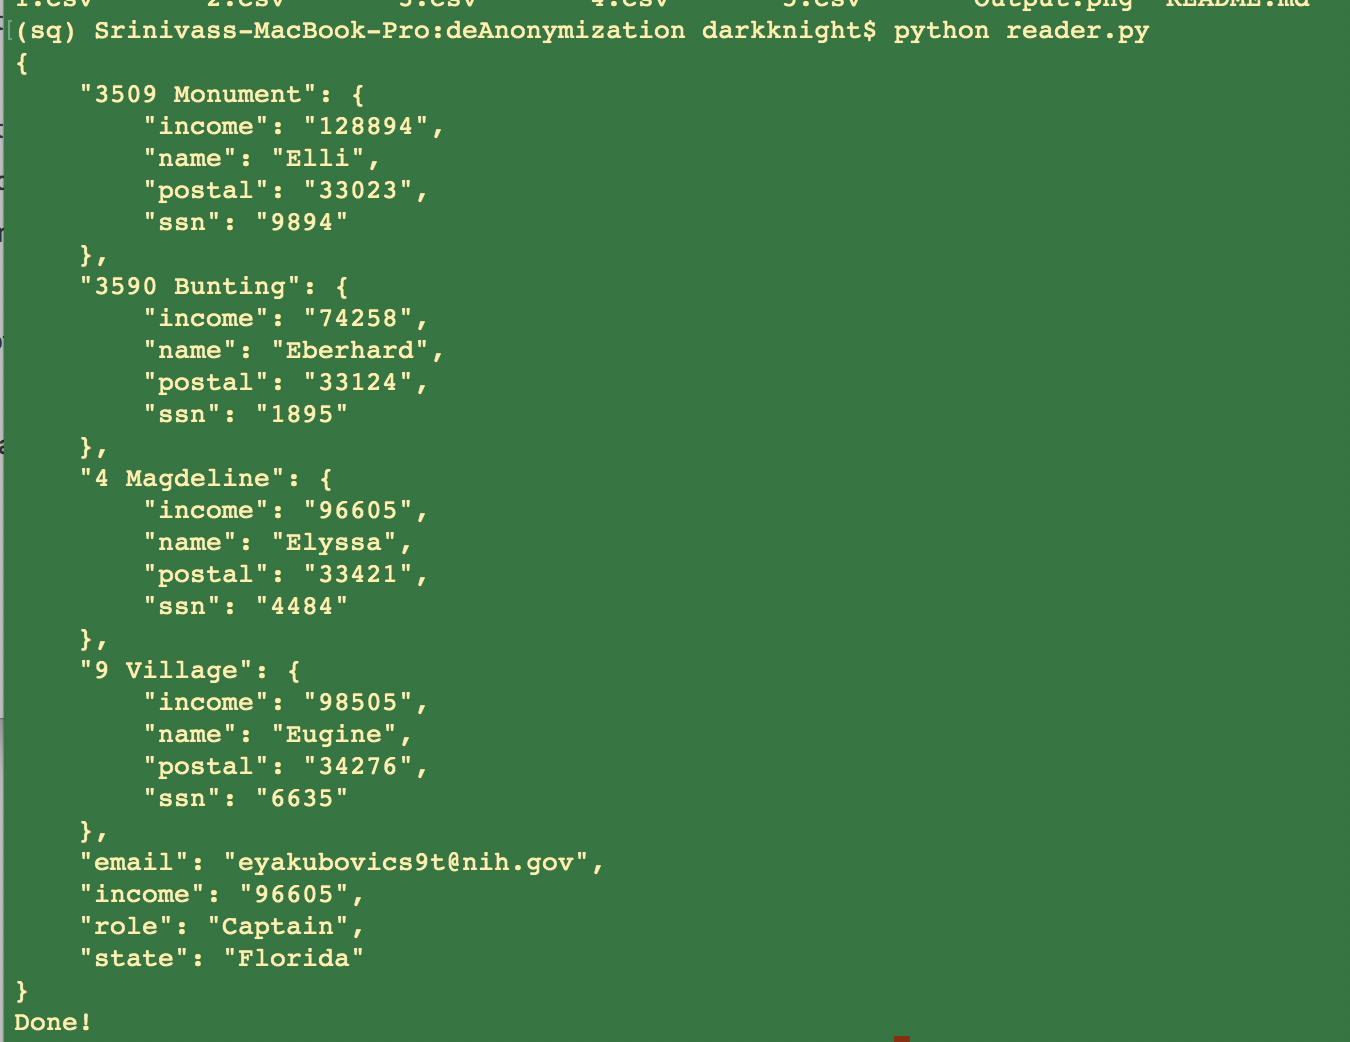 1.csv 2.csv 3.csv 4.csv 5.csv Output.png README.md
(sq) Srinivass-MacBook-Pro:deAnonymization darkknight$ python reader.py
{
    "3509 Monument": {
        "income": "128894",
        "name": "Elli",
        "postal": "33023",
        "ssn": "9894"
    },
    "3590 Bunting": {
        "income": "74258",
        "name": "Eberhard",
        "postal": "33124",
        "ssn": "1895"
    },
    "4 Magdeline": {
        "income": "96605",
        "name": "Elyssa",
        "postal": "33421",
        "ssn": "4484"
    },
    "9 Village": {
        "income": "98505",
        "name": "Eugine",
        "postal": "34276",
        "ssn": "6635"
    },
    "email": "eyakubovics9t@nih.gov",
    "income": "96605",
    "role": "Captain",
    "state": "Florida"
}
Done!